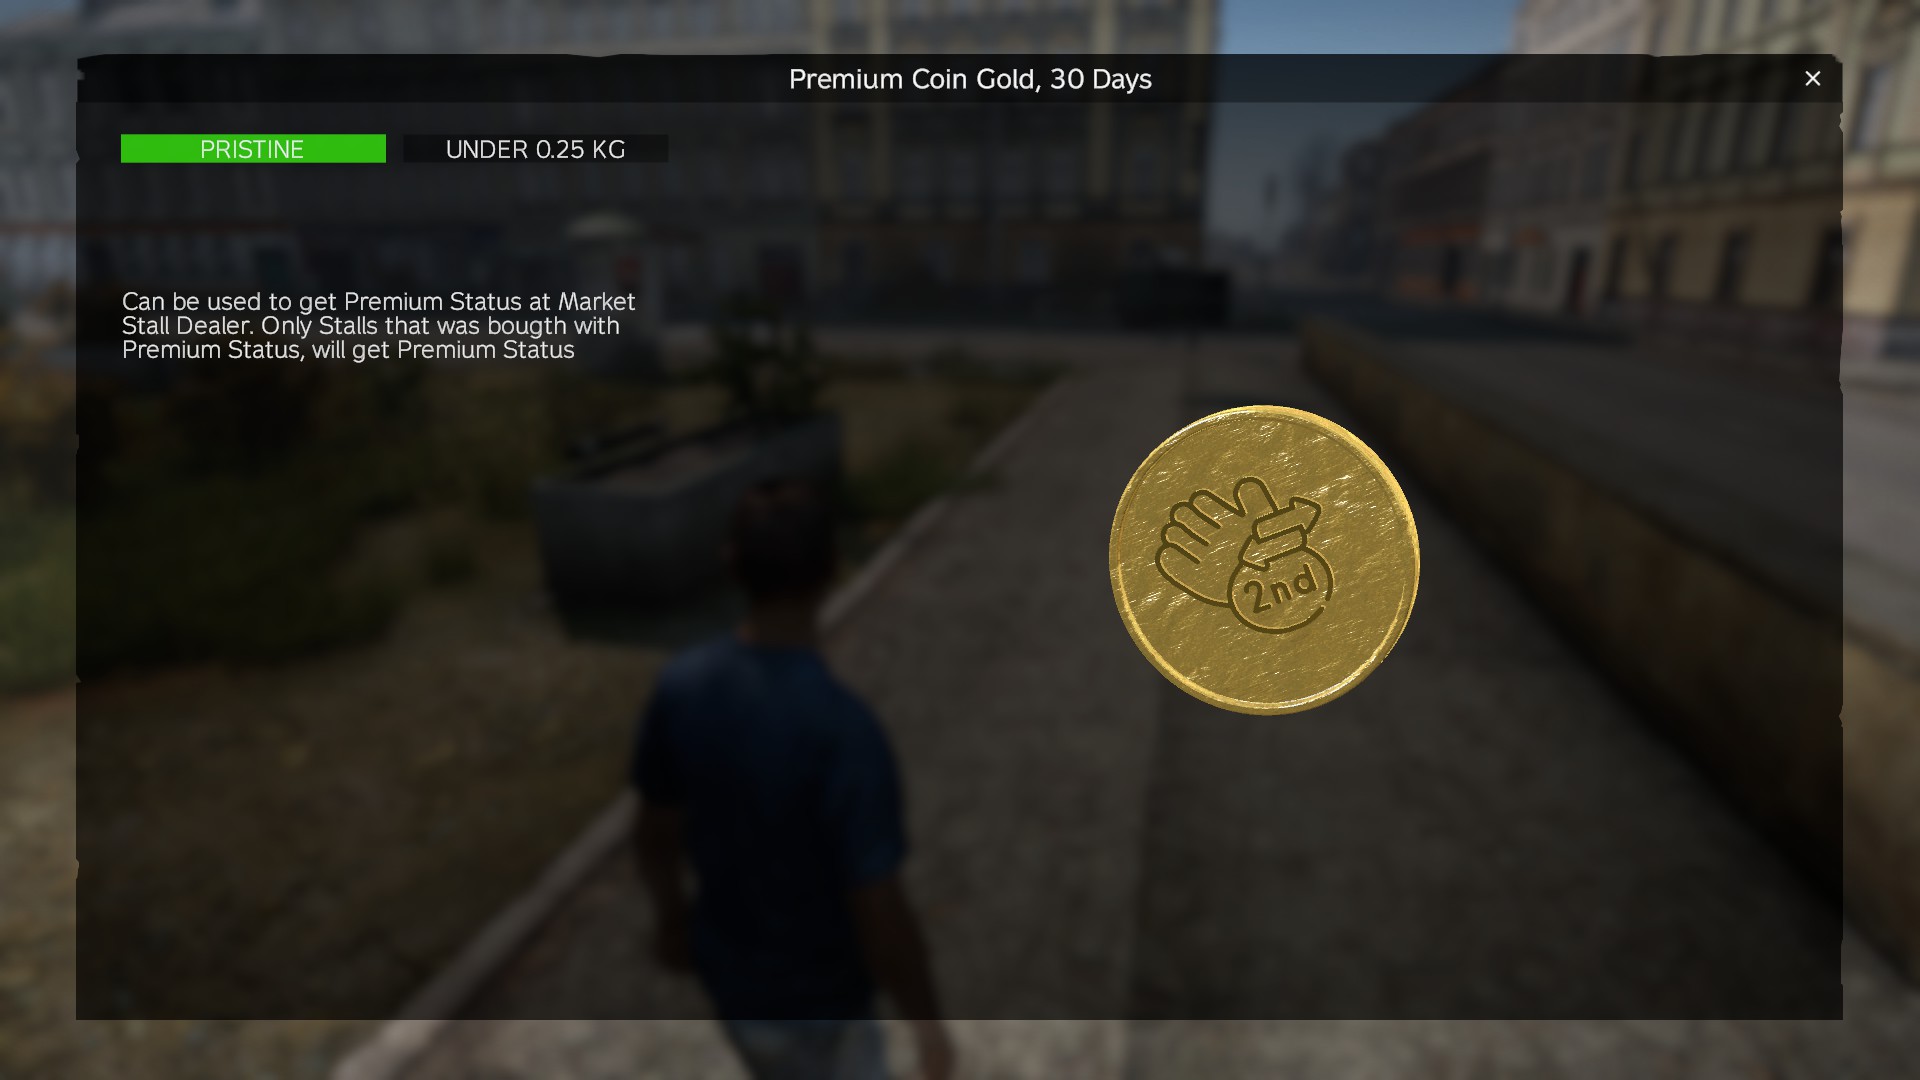 Premium Coin Gold, 30 Days
PRISTINE
UNDER 0.25 KG
Can be used to get Premium Status at Market
Stall Dealer. Only Stalls that was bougth with
Premium Status, will get Premium Status
2nd